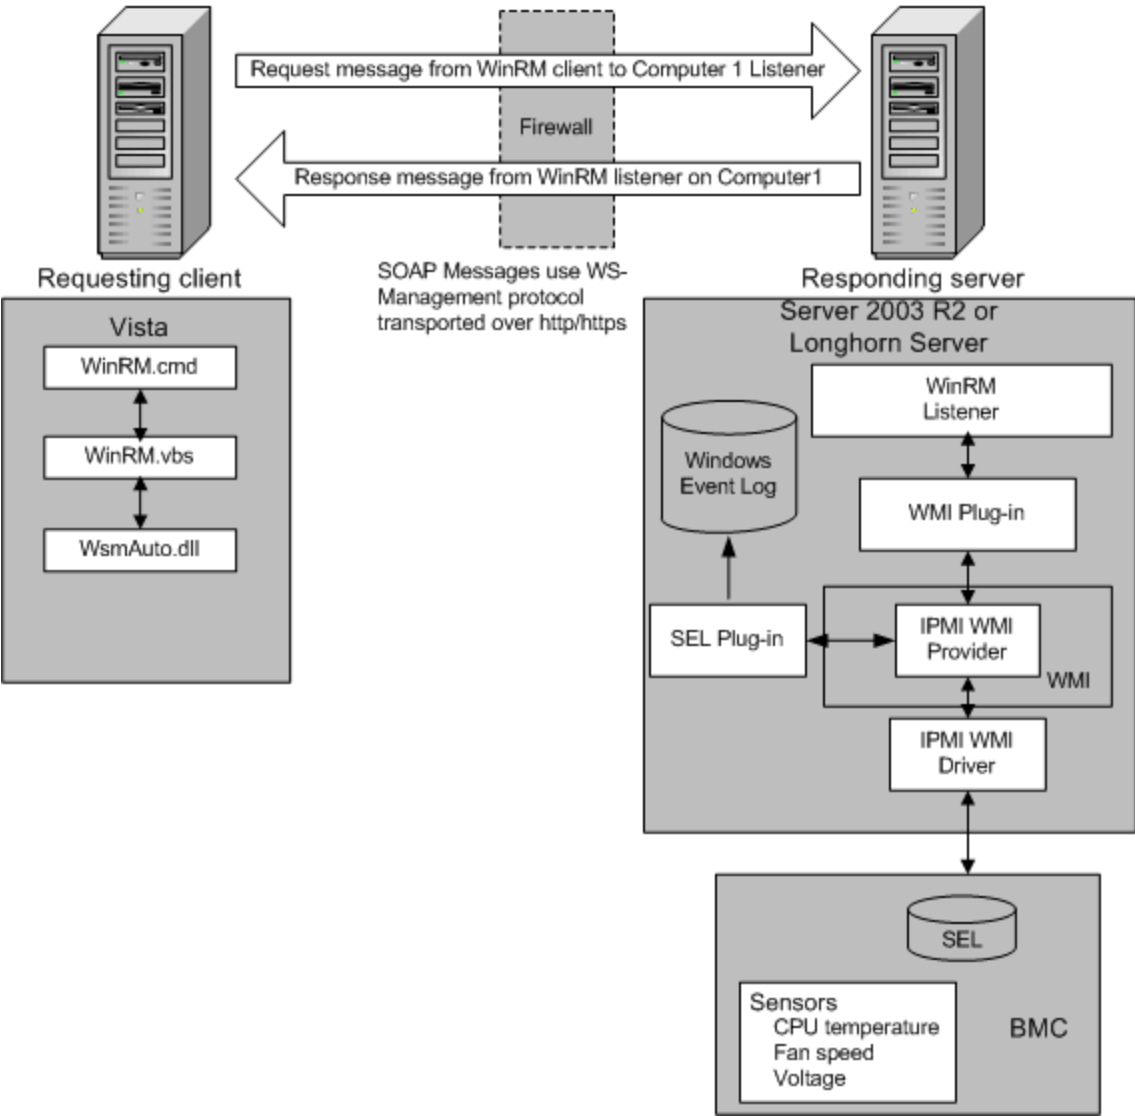 Request message from WinRM client to Computer 1 Listener
Firewall
Response message from WinRM listener on Computer1
Requesting client
SOAP Messages use WS-
Management protocol
transported over http/https
Responding server
Vista
WinRM.cmd
WinRM.vbs
WsmAuto.dll
Server 2003 R2 or
Longhorn Server
WinRM
Listener
Windows
Event Log
WMI Plug-in
SEL Plug-in
IPMI WMI
Provider
WMI
IPMI WMI
Driver
SEL
Sensors
CPU temperature
Fan speed
Voltage
BMC